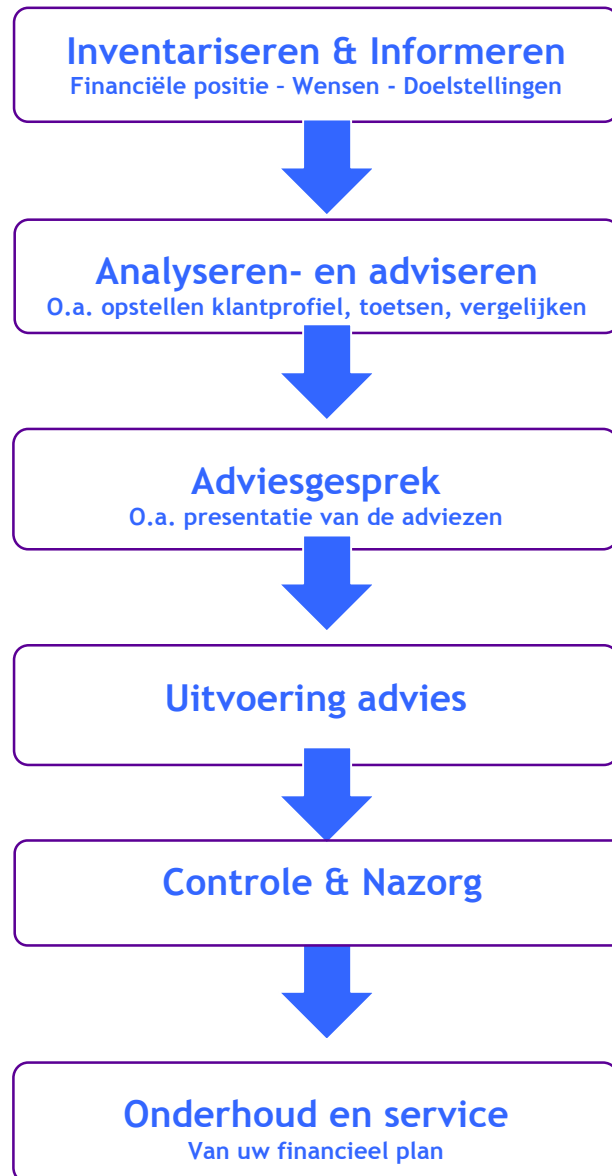 Inventariseren & Informeren
Financiële positie – Wensen - Doelstellingen
Analyseren- en adviseren
O.a. opstellen klantprofiel, toetsen, vergelijken
Adviesgesprek
O.a. presentatie van de adviezen
Uitvoering advies
Controle & Nazorg
Onderhoud en service
Van uw financieel plan